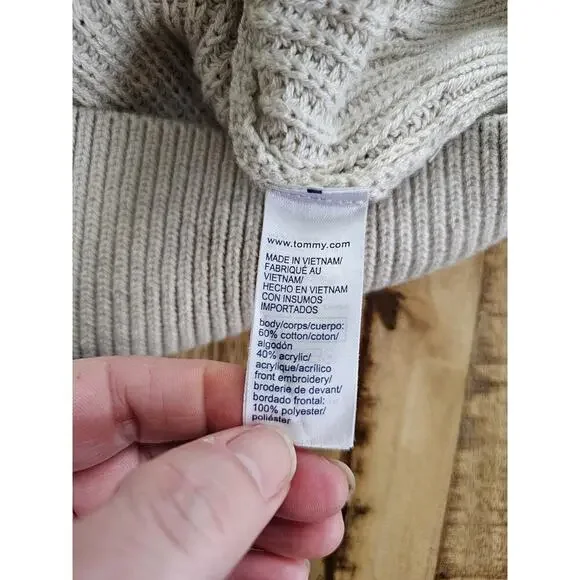 www.tommy.com
MADE IN VIETNAM/
FABRIQUÉ AU
VIETNAM/
HECHO EN VIETNAM
CON INSUMOS
IMPORTADOS
body/corps/cuerpo:
60% cotton/coton/
algodón
40% acrylic/
acrylique/acrílico
front embroidery/
broderie de devant/
bordado frontal:
100% polyester/
poliéster